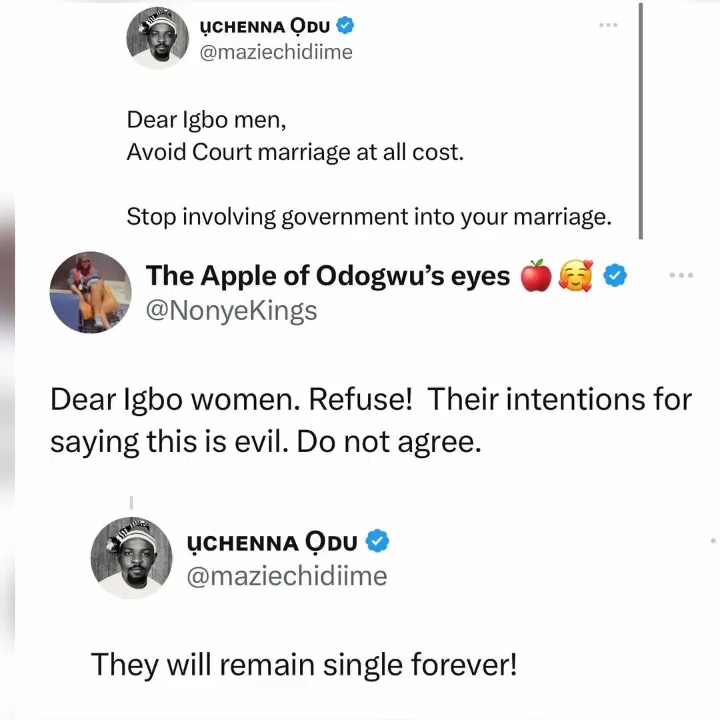 ụCHENNA ỌDU
@maziechidiime
Dear Igbo men,
Avoid Court marriage at all cost.
Stop involving government into your marriage.
The Apple of Odogwu’s eyes 🍎 🥰
@NonyeKings
Dear Igbo women. Refuse!  Their intentions for
saying this is evil. Do not agree.
ụCHENNA ỌDU
@maziechidiime
They will remain single forever!